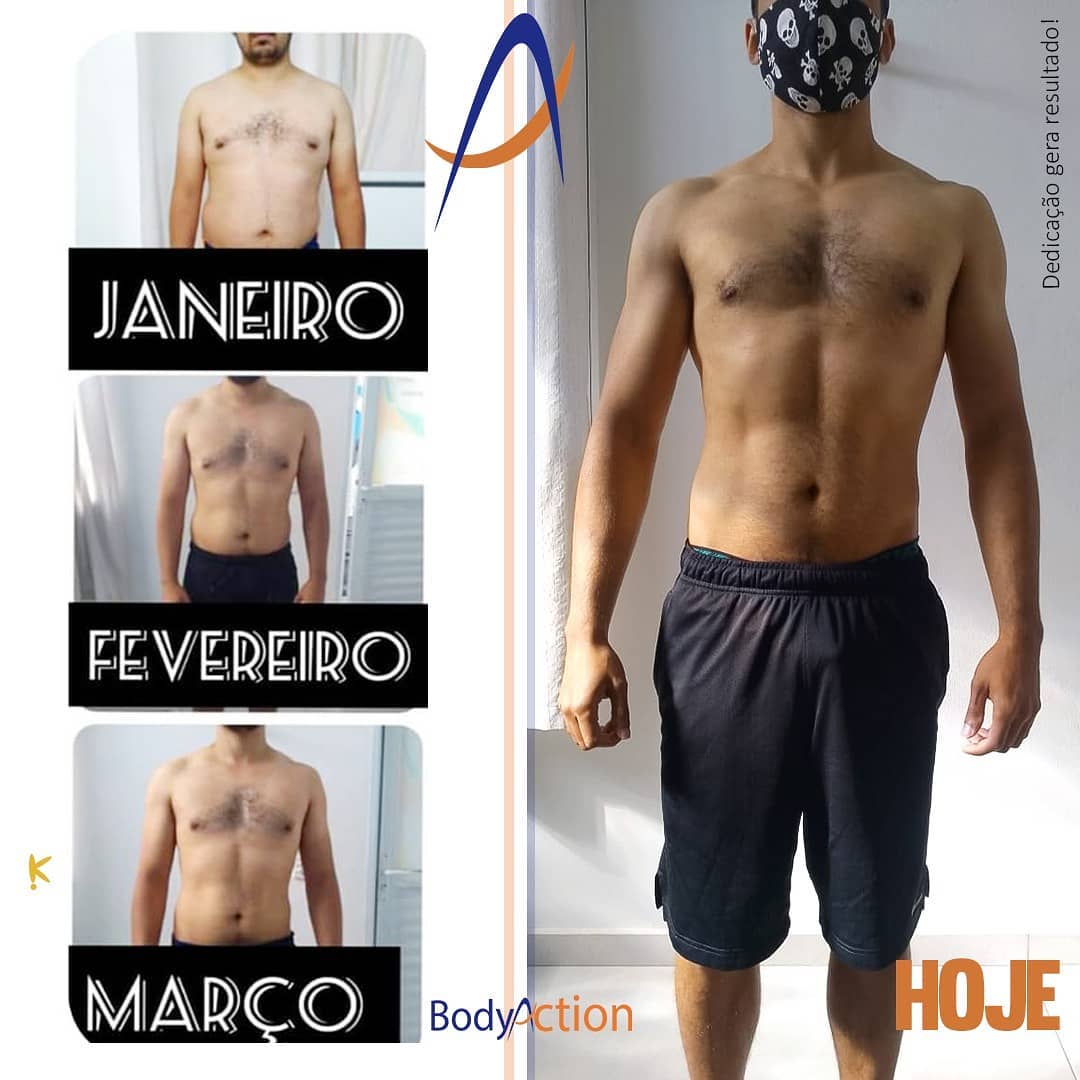 JANEIRO
FEVEREIRO
MARÇO
BodyAction
Dedicação gera resultado!
HOJE